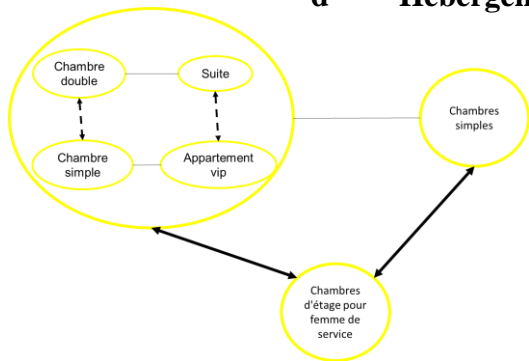 d Hébergem
Chambre
double
Suite
Chambre
simple
Appartement
vip
Chambres
simples
Chambres
d'étage pour
femme de
service